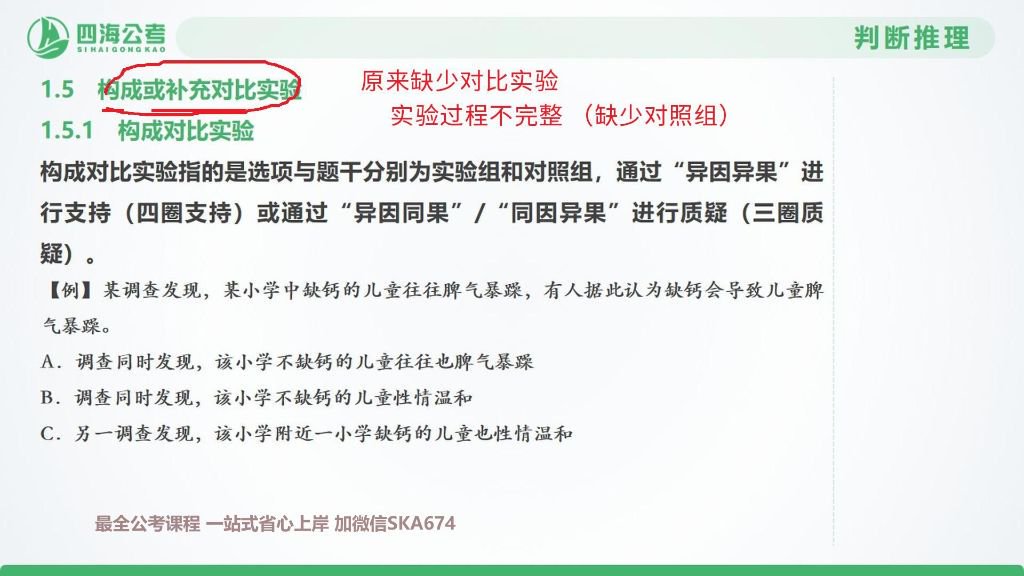 四海公考
SIHAIGONGKAO
判断推理
1.5 构成或补充对比实验
原来缺少对比实验
实验过程不完整 （缺少对照组）
1.5.1 构成对比实验
构成对比实验指的是选项与题干分别为实验组和对照组，通过“异因异果”进
行支持（四圈支持）或通过“异因同果”/“同因异果”进行质疑（三圈质
疑）。
【例】某调查发现，某小学中缺钙的儿童往往脾气暴躁，有人据此认为缺钙会导致儿童脾
气暴躁。
A．调查同时发现，该小学不缺钙的儿童往往也脾气暴躁
B．调查同时发现，该小学不缺钙的儿童性情温和
C．另一调查发现，该小学附近一小学缺钙的儿童也性情温和
最全公考课程 一站式省心上岸 加微信SKA674